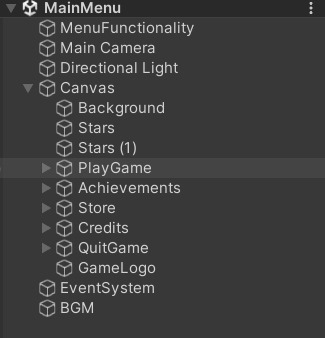 MainMenu
MenuFunctionality
Main Camera
Directional Light
Canvas
Background
Stars
Stars (1)
PlayGame
Achievements
Store
Credits
QuitGame
GameLogo
EventSystem
BGM